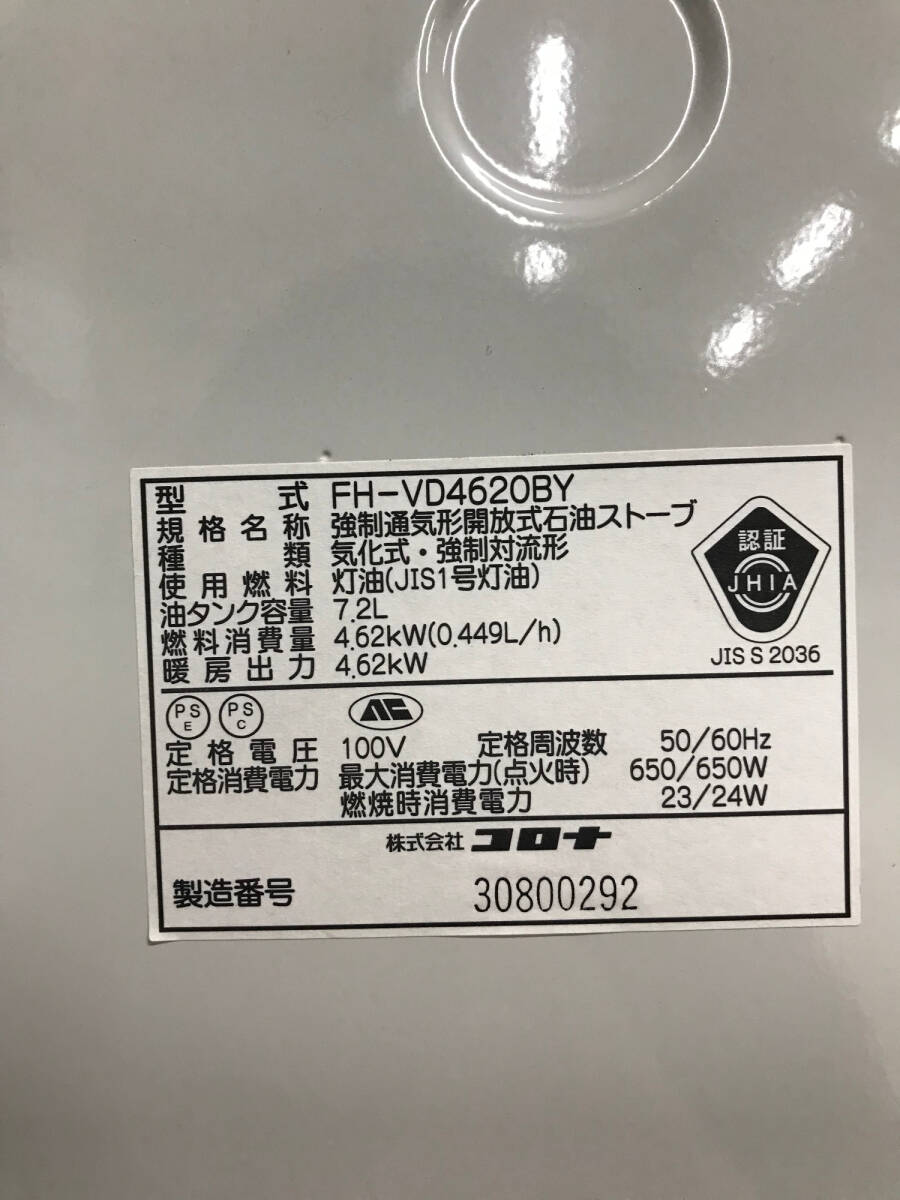 型式 FH-VD4620BY
規格名称 強制通気形開放式石油ストーブ
種類 気化式・強制対流形
使用燃料 灯油(JIS1号灯油)
油タンク容量 7.2L
燃料消費量 4.62kW(0.449L/h)
暖房出力 4.62kW
認証
JHIA
JIS S 2036
PS E PS C
定格電圧 100V 定格周波数 50/60Hz
定格消費電力 最大消費電力(点火時) 650/650W
燃焼時消費電力 23/24W
株式会社 コロナ
製造番号 30800292